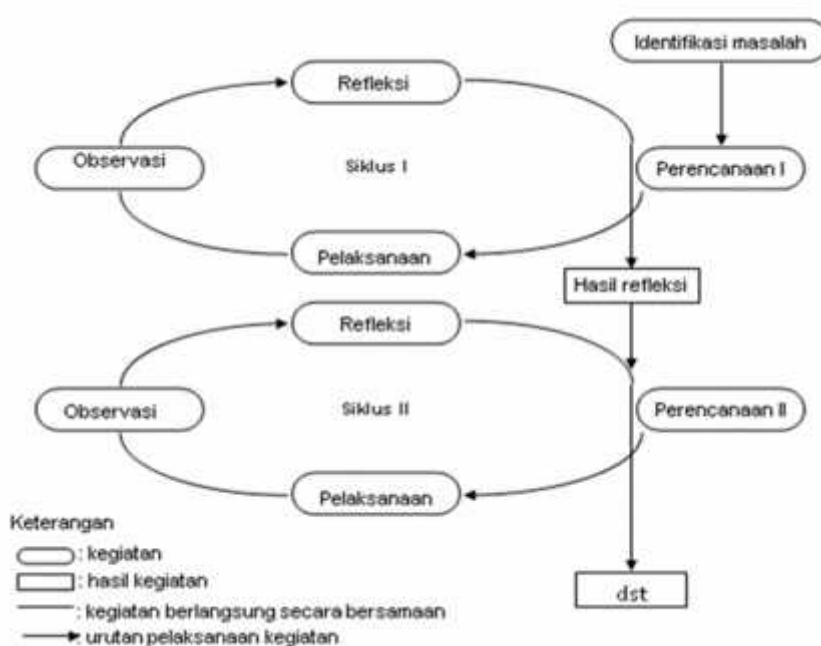 Identifikasi masalah
Refleksi
Observasi
Siklus I
Perencanaan I
Pelaksanaan
Hasil refleksi
Refleksi
Observasi
Siklus II
Perencanaan II
Pelaksanaan
Keterangan
: kegiatan
: hasil kegiatan
: kegiatan berlangsung secara bersamaan
: urutan pelaksanaan kegiatan
dst